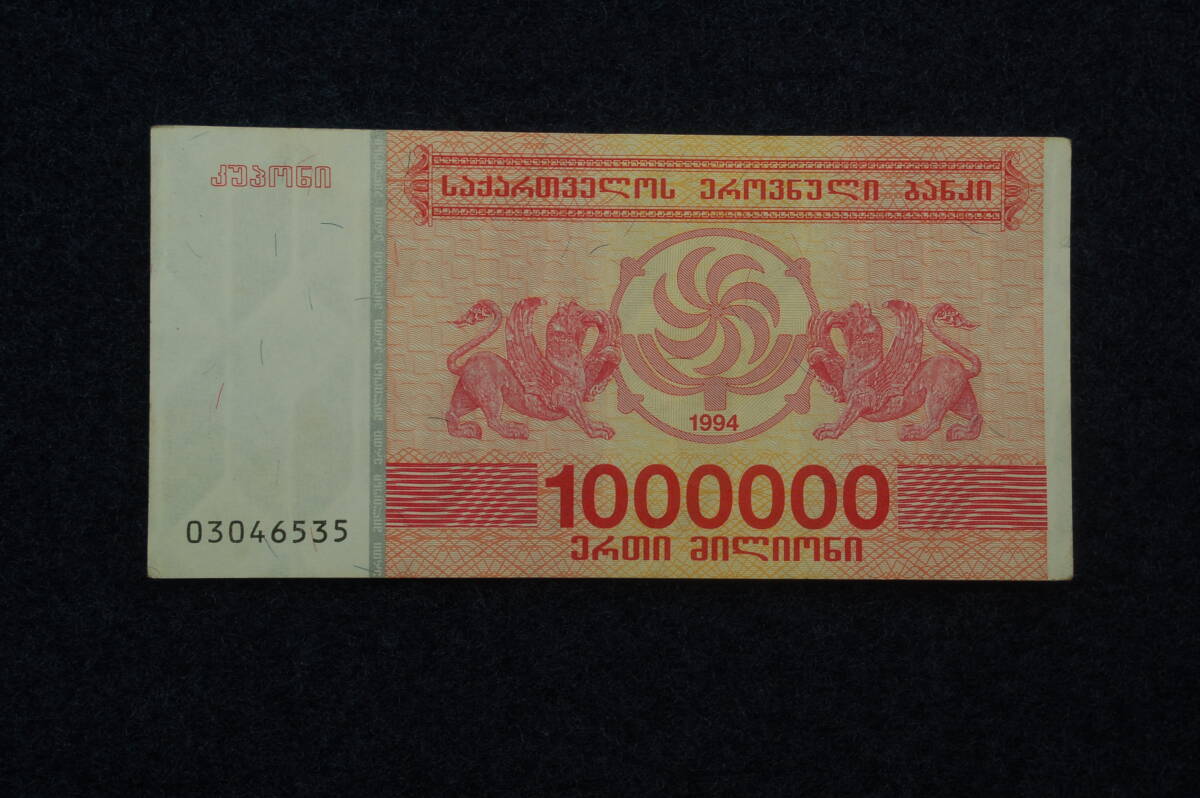 კუპონი
საქართველოს ეროვნული ბანკი
1994
1000000
ერთი მილიონი
03046535